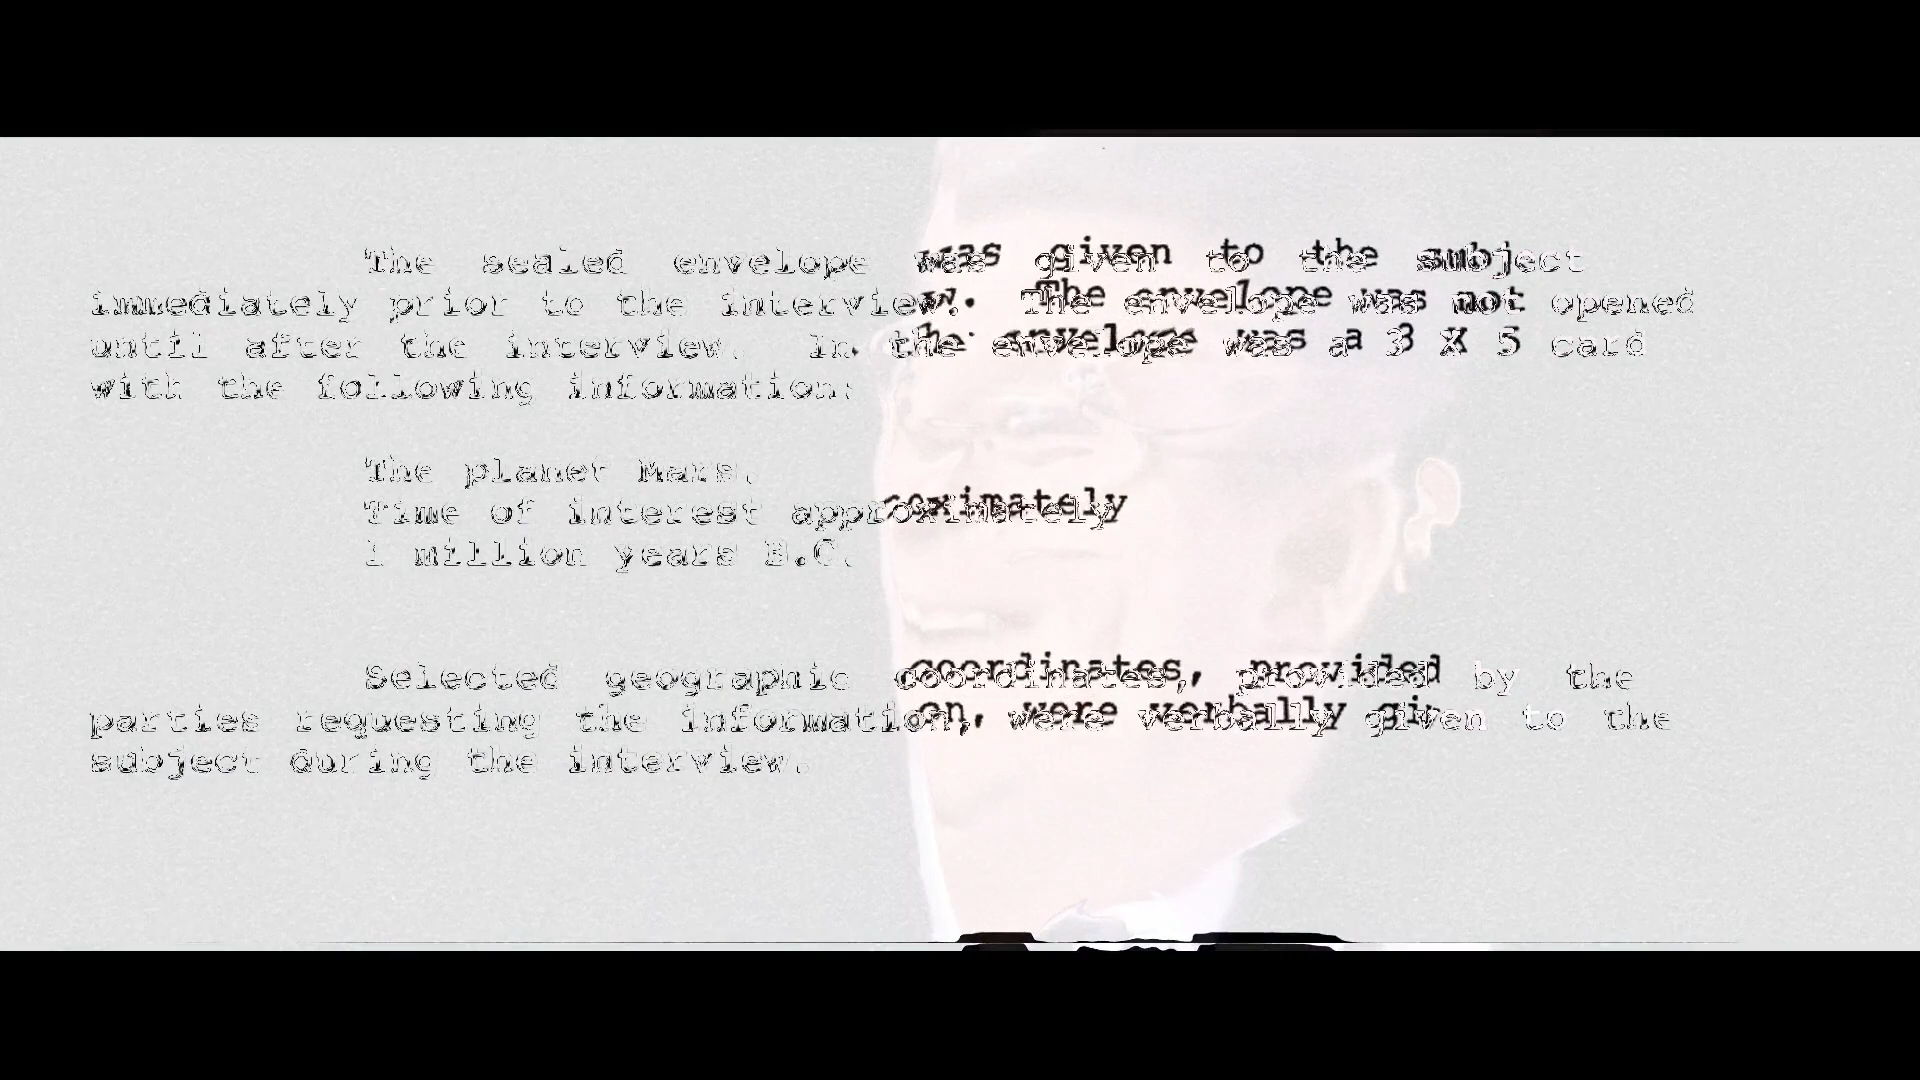 The sealed envelope was given to the subject
immediately prior to the interview. The envelope was not opened
until after the interview. In the envelope was a 3 X 5 card
with the following information:
The planet Mars.
Time of interest approximately
1 million years B.C.
Selected geographic coordinates, provided by the
parties requesting the information, were verbally given to the
subject during the interview.